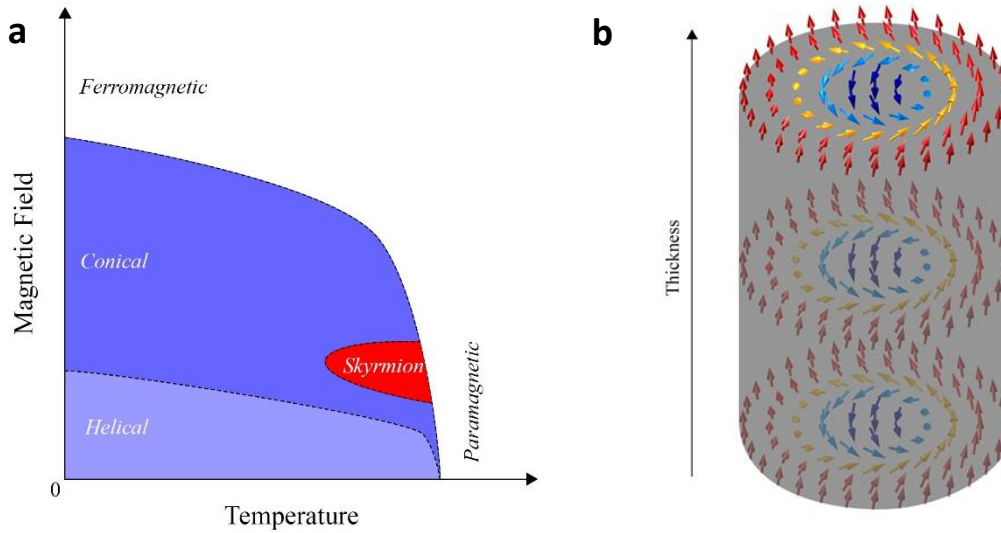 a
Ferromagnetic
Conical
Skyrmion
Helical
Paramagnetic
Magnetic Field
0
Temperature
b
Thickness